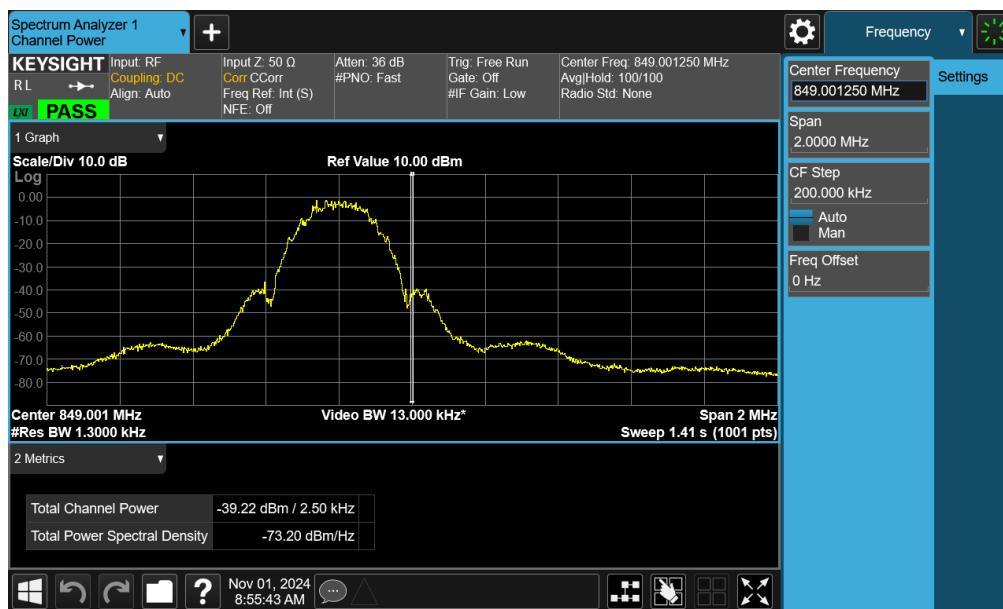 Spectrum Analyzer 1
Channel Power
Frequency
KEYSIGHT
R L
LXI
PASS
Input: RF
Coupling: DC
Align: Auto
Input Z: 50 Ω
Corr CCorr
Freq Ref: Int (S)
NFE: Off
Atten: 36 dB
#PNO: Fast
Trig: Free Run
Gate: Off
#IF Gain: Low
Center Freq: 849.001250 MHz
Avg|Hold: 100/100
Radio Std: None
Center Frequency
849.001250 MHz
Settings
Span
2.0000 MHz
CF Step
200.000 kHz
Auto
Man
Freq Offset
0 Hz
1 Graph
Scale/Div 10.0 dB
Ref Value 10.00 dBm
Log
0.00
-10.0
-20.0
-30.0
-40.0
-50.0
-60.0
-70.0
-80.0
Center 849.001 MHz
Video BW 13.000 kHz*
Span 2 MHz
#Res BW 1.3000 kHz
Sweep 1.41 s (1001 pts)
2 Metrics
Total Channel Power
-39.22 dBm / 2.50 kHz
Total Power Spectral Density
-73.20 dBm/Hz
?
Nov 01, 2024
8:55:43 AM